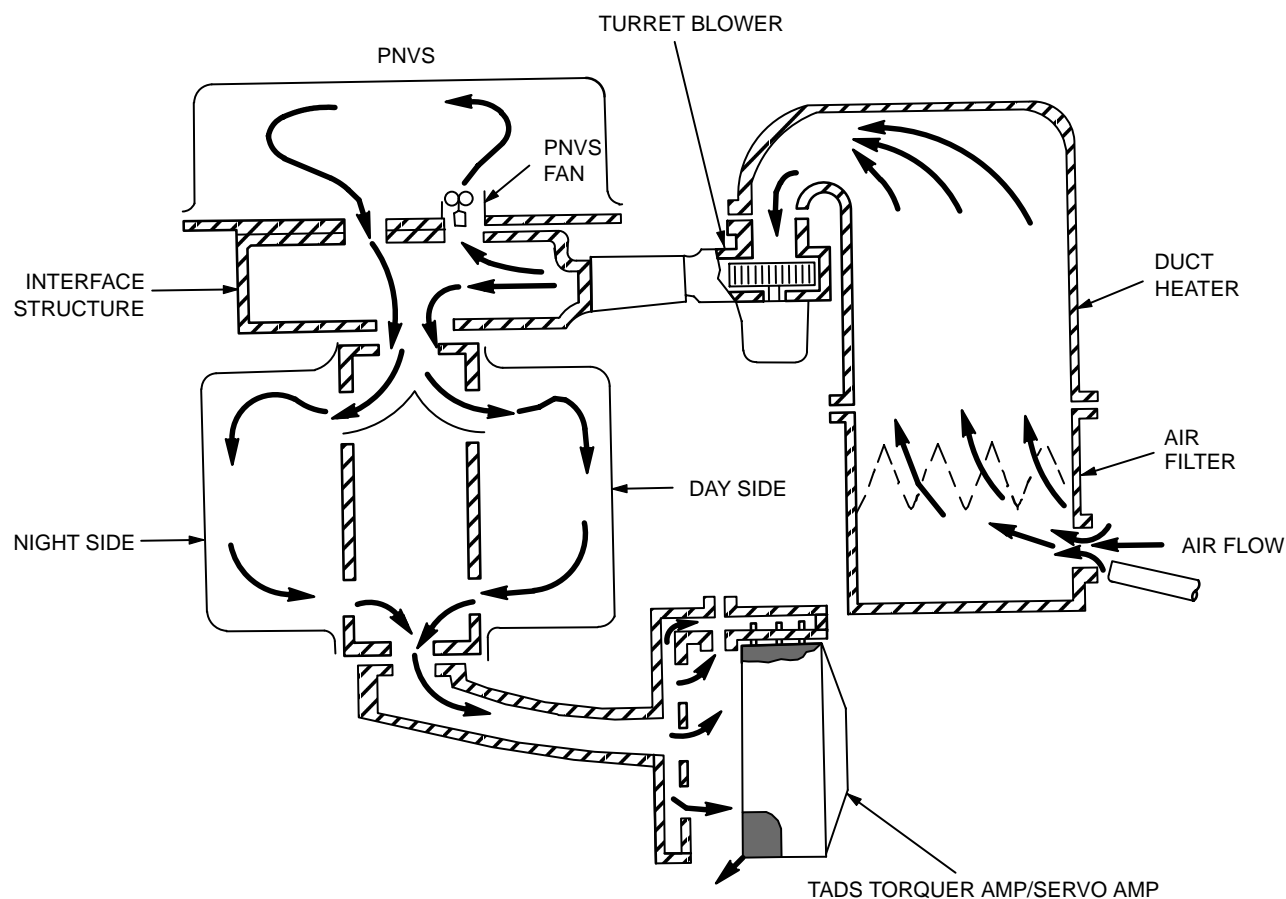 TURRET BLOWER
PNVS
PNVS
FAN
INTERFACE
STRUCTURE
DUCT
HEATER
AIR
FILTER
DAY SIDE
NIGHT SIDE
AIR FLOW
TADS TORQUER AMP/SERVO AMP